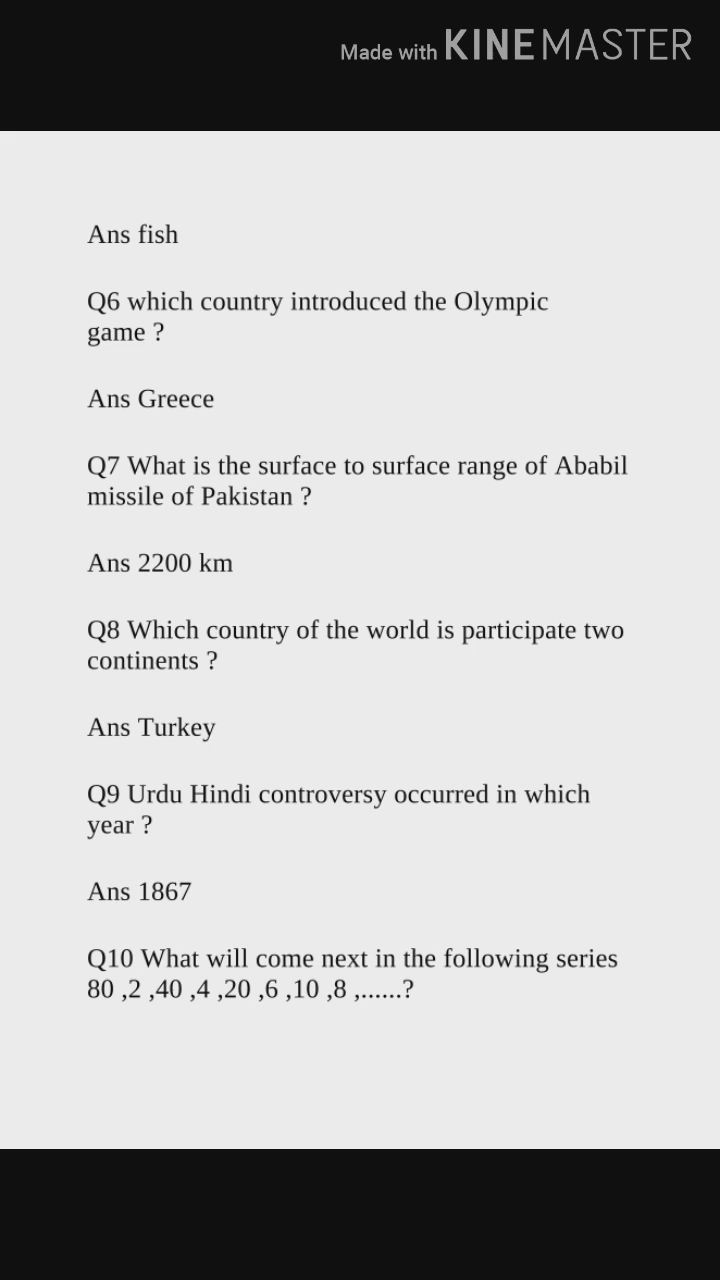 Made with KINEMASTER
Ans fish
Q6 which country introduced the Olympic
game ?
Ans Greece
Q7 What is the surface to surface range of Ababil
missile of Pakistan ?
Ans 2200 km
Q8 Which country of the world is participate two
continents ?
Ans Turkey
Q9 Urdu Hindi controversy occurred in which
year ?
Ans 1867
Q10 What will come next in the following series
80 ,2 ,40 ,4 ,20 ,6 ,10 ,8 ,......?